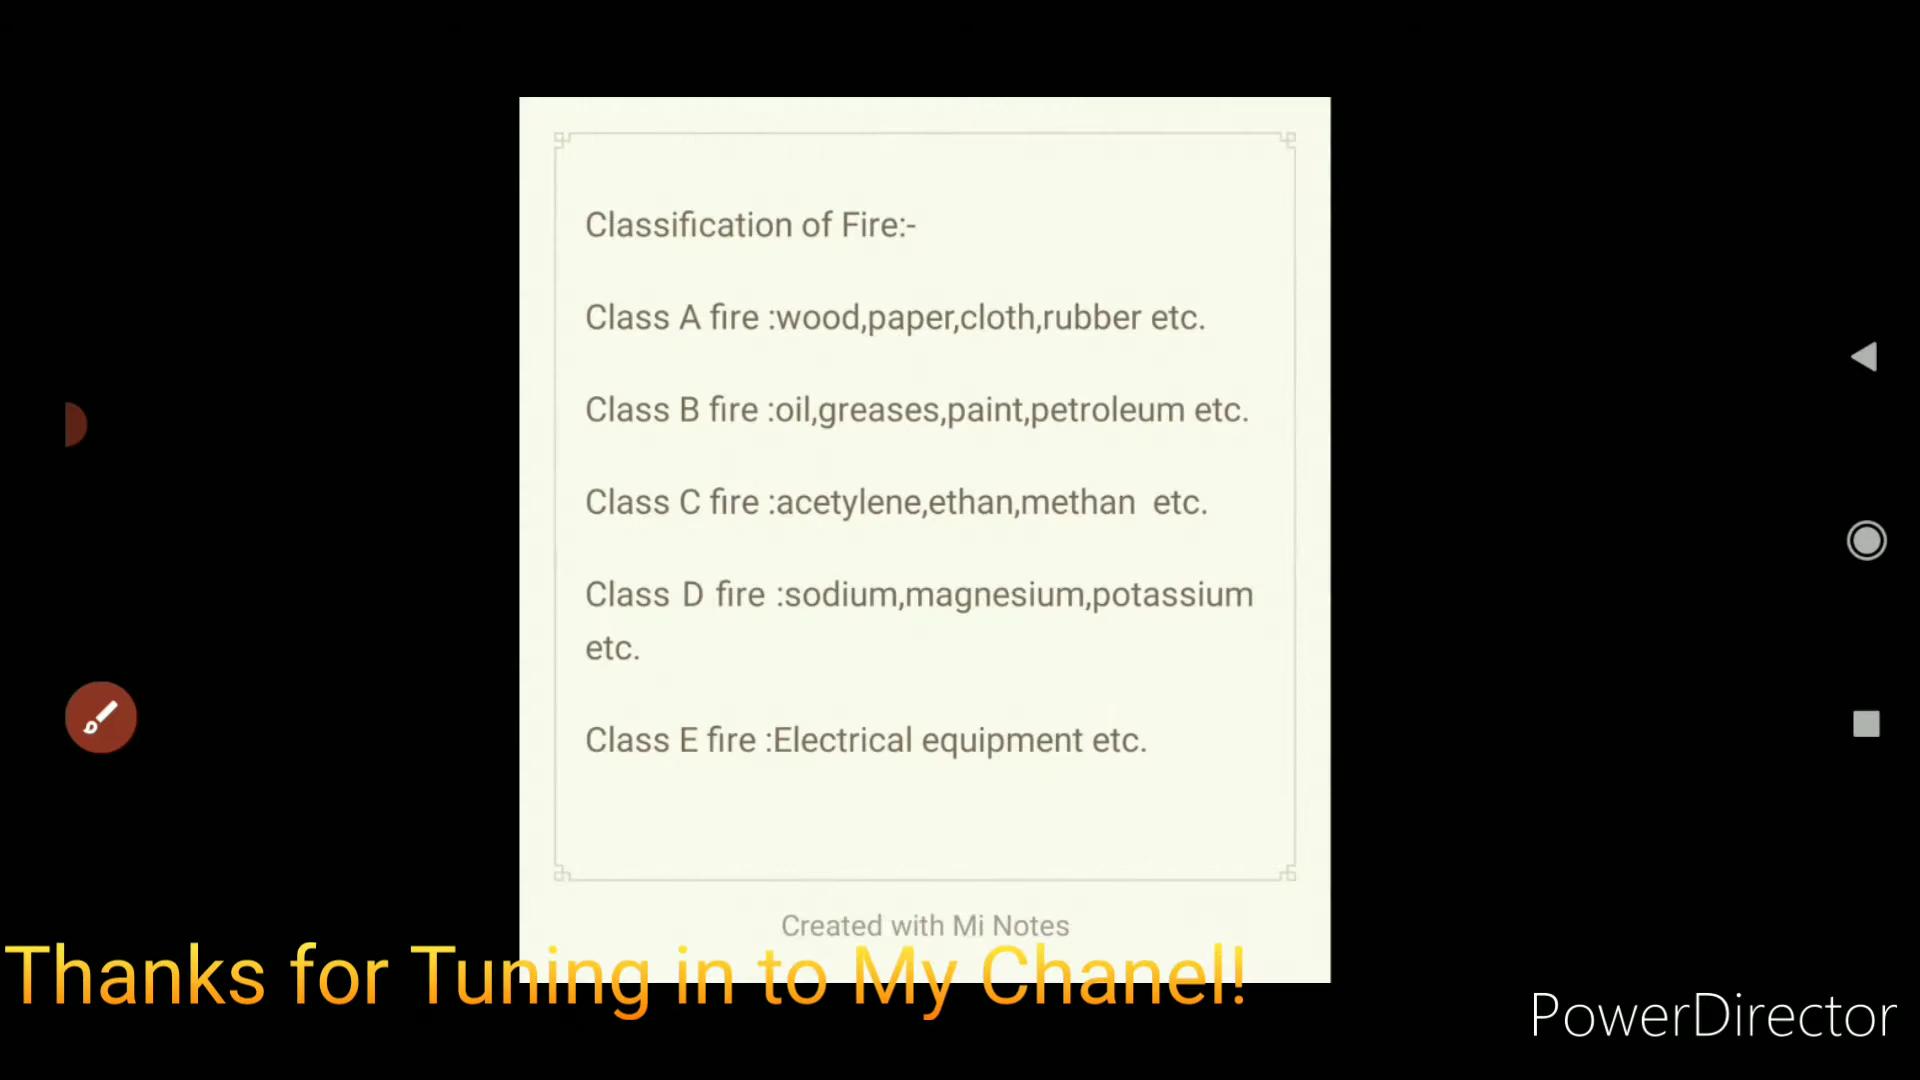 Classification of Fire:-
Class A fire :wood,paper,cloth,rubber etc.
Class B fire :oil,greases,paint,petroleum etc.
Class C fire :acetylene,ethan,methan  etc.
Class D fire :sodium,magnesium,potassium
etc.
Class E fire :Electrical equipment etc.
Created with Mi Notes
Thanks for Tuning in to My Chanel!
PowerDirector